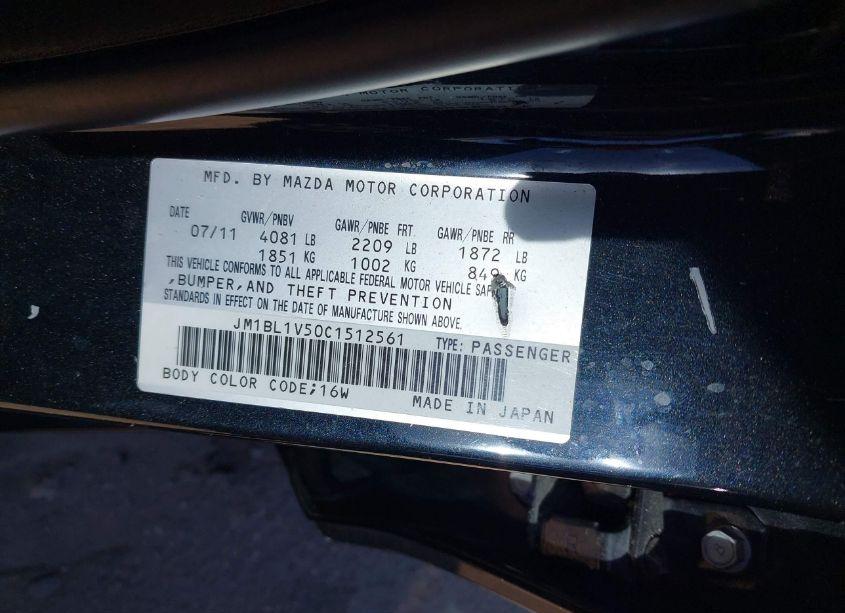 MOTOR CORPORATION
MFD. BY MAZDA MOTOR CORPORATION
DATE GVWR/PNBV GAWR/PNBE FRT. GAWR/PNBE RR
07/11 4081 LB 2209 LB 1872 LB
1851 KG 1002 KG 849 KG
THIS VEHICLE CONFORMS TO ALL APPLICABLE FEDERAL MOTOR VEHICLE
,BUMPER,AND THEFT PREVENTION
STANDARDS IN EFFECT ON THE DATE OF MANUFACTURE SHOWN ABOVE.
JM1BL1V50C1512561 TYPE: PASSENGER
BODY COLOR CODE;16W MADE IN JAPAN